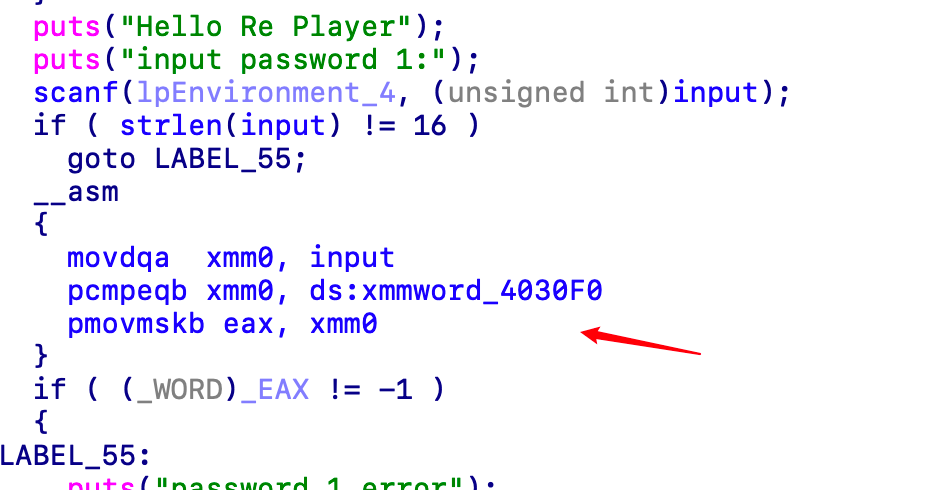 puts("Hello Re Player");
puts("input password 1:");
scanf(lpEnvironment_4, (unsigned int)input);
if ( strlen(input) != 16 )
goto LABEL_55;
__asm
{
movdqa  xmm0, input
pcmpeqb xmm0, ds:xmmword_4030F0
pmovmskb eax, xmm0
}
if ( (_WORD)_EAX != -1 )
{
LABEL_55:
puts("password 1 error");